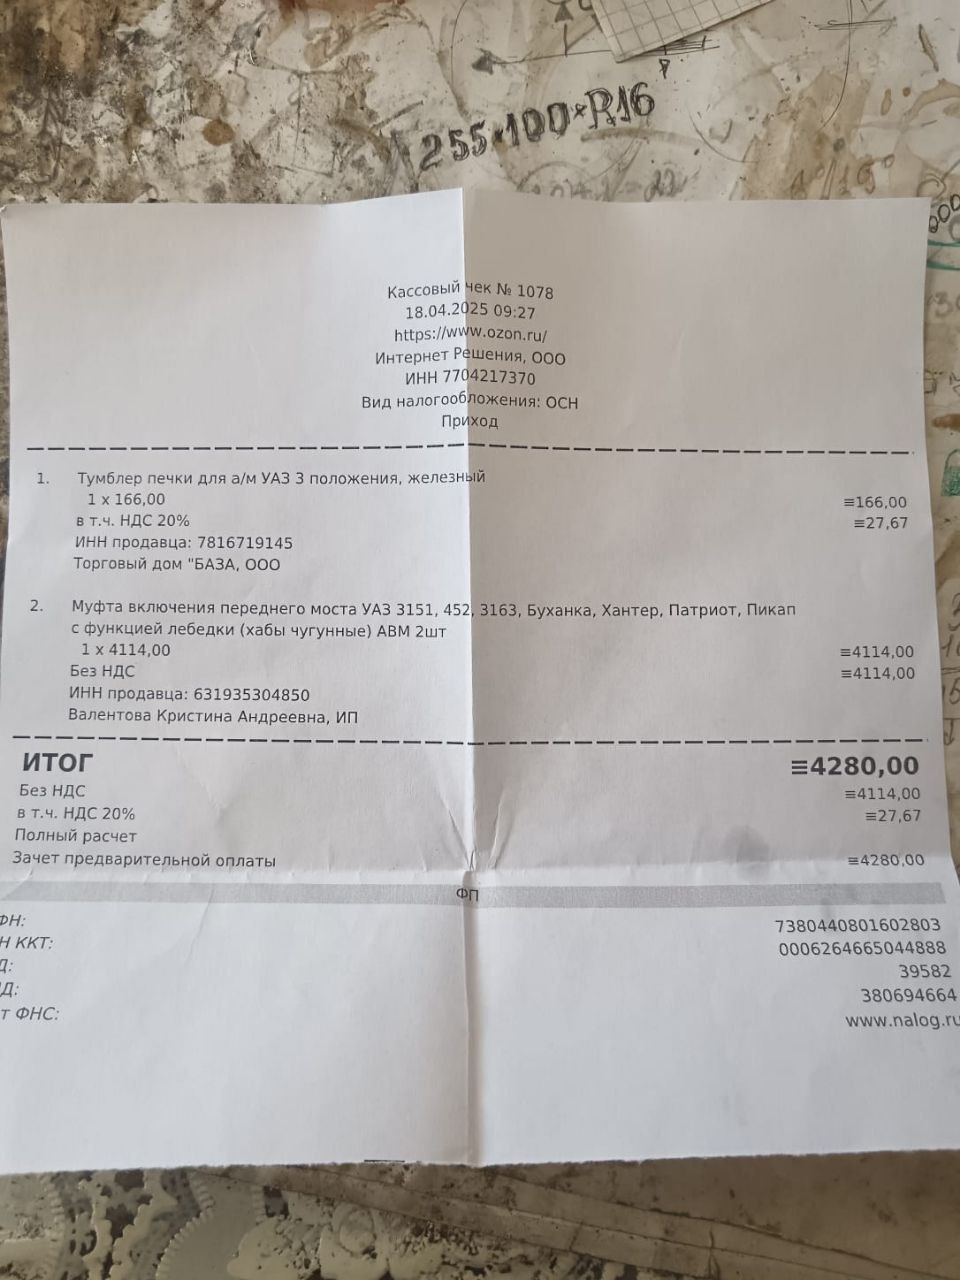 255×100×R16
Кассовый чек № 1078
18.04.2025 09:27
https://www.ozon.ru/
Интернет Решения, ООО
ИНН 7704217370
Вид налогообложения: ОСН
Приход
1. Тумблер печки для а/м УАЗ 3 положения, железный
1 x 166,00 ≡166,00
в т.ч. НДС 20% ≡27,67
ИНН продавца: 7816719145
Торговый дом "БАЗА, ООО
2. Муфта включения переднего моста УАЗ 3151, 452, 3163, Буханка, Хантер, Патриот, Пикап
с функцией лебедки (хабы чугунные) АВМ 2шт
1 x 4114,00 ≡4114,00
Без НДС ≡4114,00
ИНН продавца: 631935304850
Валентова Кристина Андреевна, ИП
ИТОГ ≡4280,00
Без НДС ≡4114,00
в т.ч. НДС 20% ≡27,67
Полный расчет
Зачет предварительной оплаты ≡4280,00
ФП
ФН: 7380440801602803
Н ККТ: 0006264665044888
Д: 39582
Д: 380694664
т ФНС: www.nalog.ru